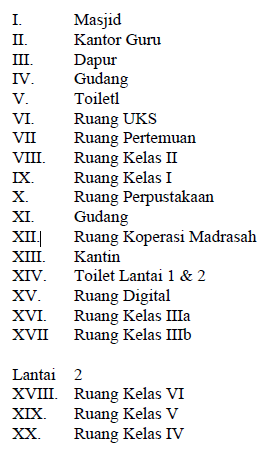 I. Masjid
II. Kantor Guru
III. Dapur
IV. Gudang
V. Toiletl
VI. Ruang UKS
VII Ruang Pertemuan
VIII. Ruang Kelas II
IX. Ruang Kelas I
X. Ruang Perpustakaan
XI. Gudang
XII. Ruang Koperasi Madrasah
XIII. Kantin
XIV. Toilet Lantai 1 & 2
XV. Ruang Digital
XVI. Ruang Kelas IIIa
XVII Ruang Kelas IIIb
Lantai 2
XVIII. Ruang Kelas VI
XIX. Ruang Kelas V
XX. Ruang Kelas IV